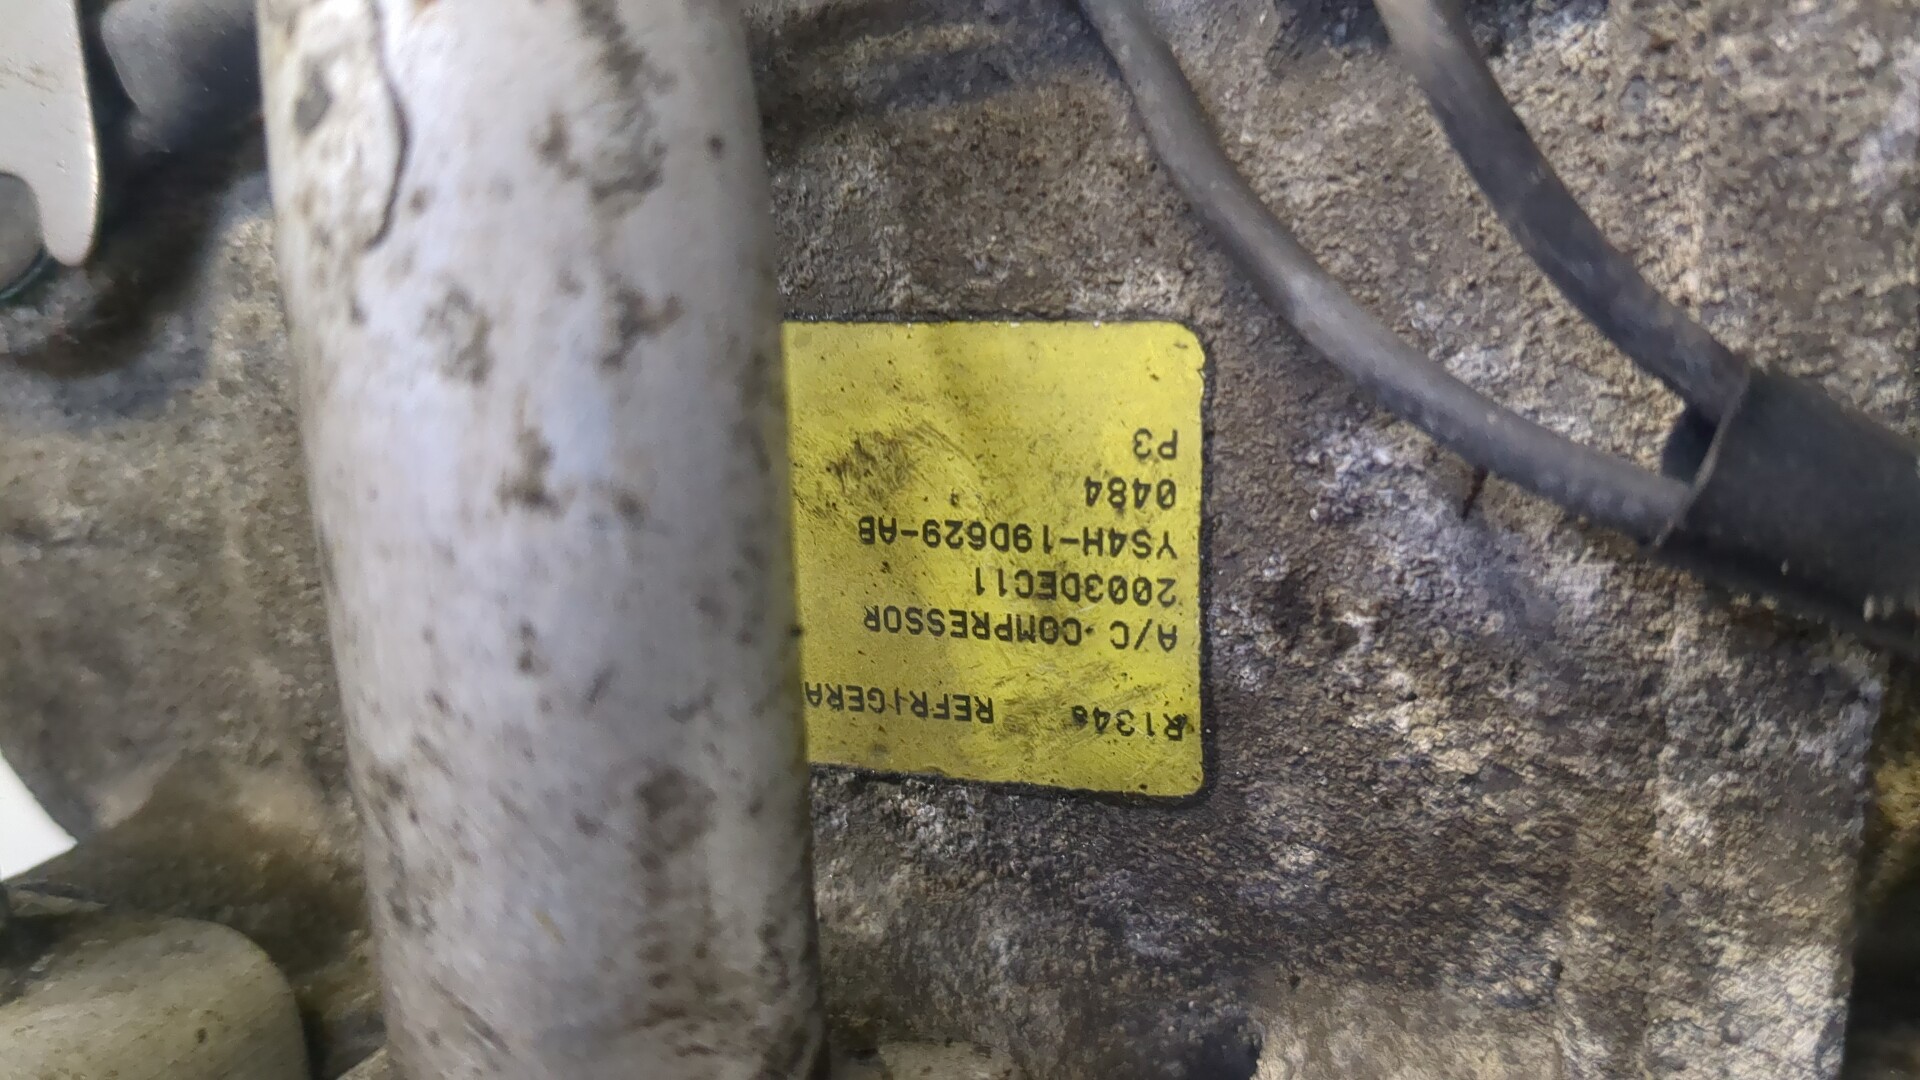 R134a REFRIGERA
A/C COMPRESSOR
2003DEC11
YS4H-19D629-AB
0484
P3